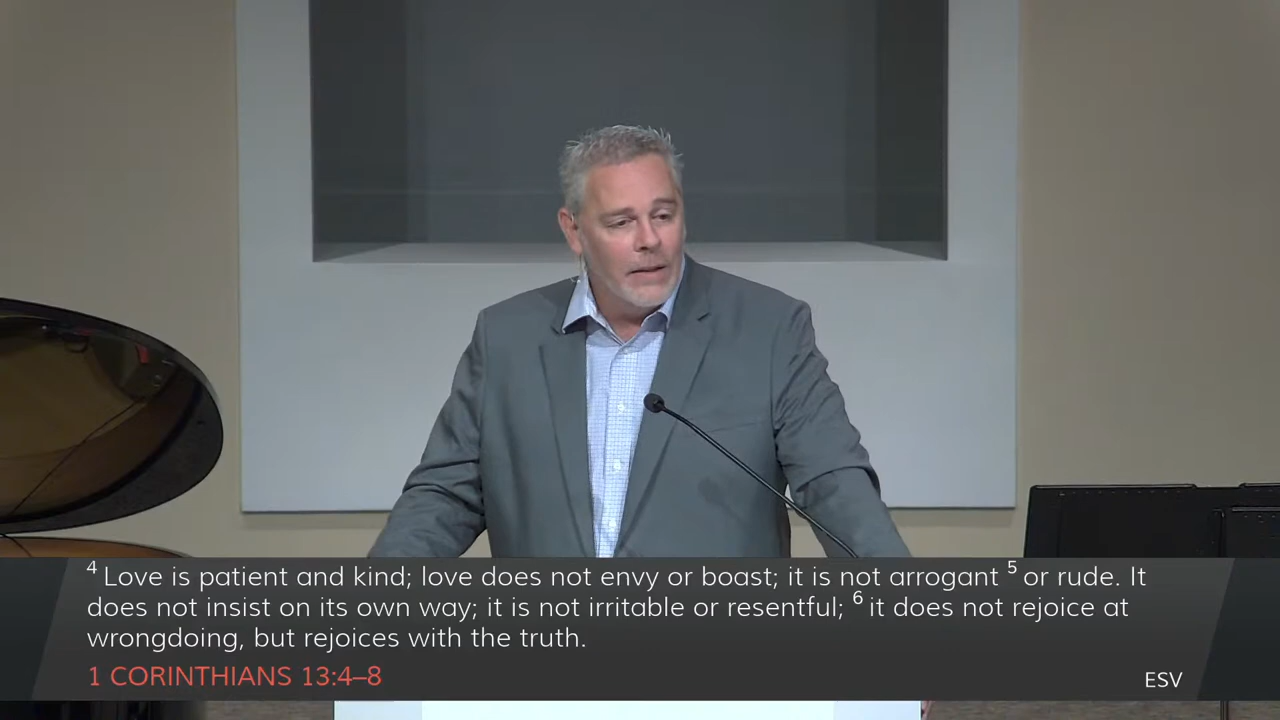 ⁴ Love is patient and kind; love does not envy or boast; it is not arrogant ⁵ or rude. It
does not insist on its own way; it is not irritable or resentful; ⁶ it does not rejoice at
wrongdoing, but rejoices with the truth.
1 CORINTHIANS 13:4–8
ESV